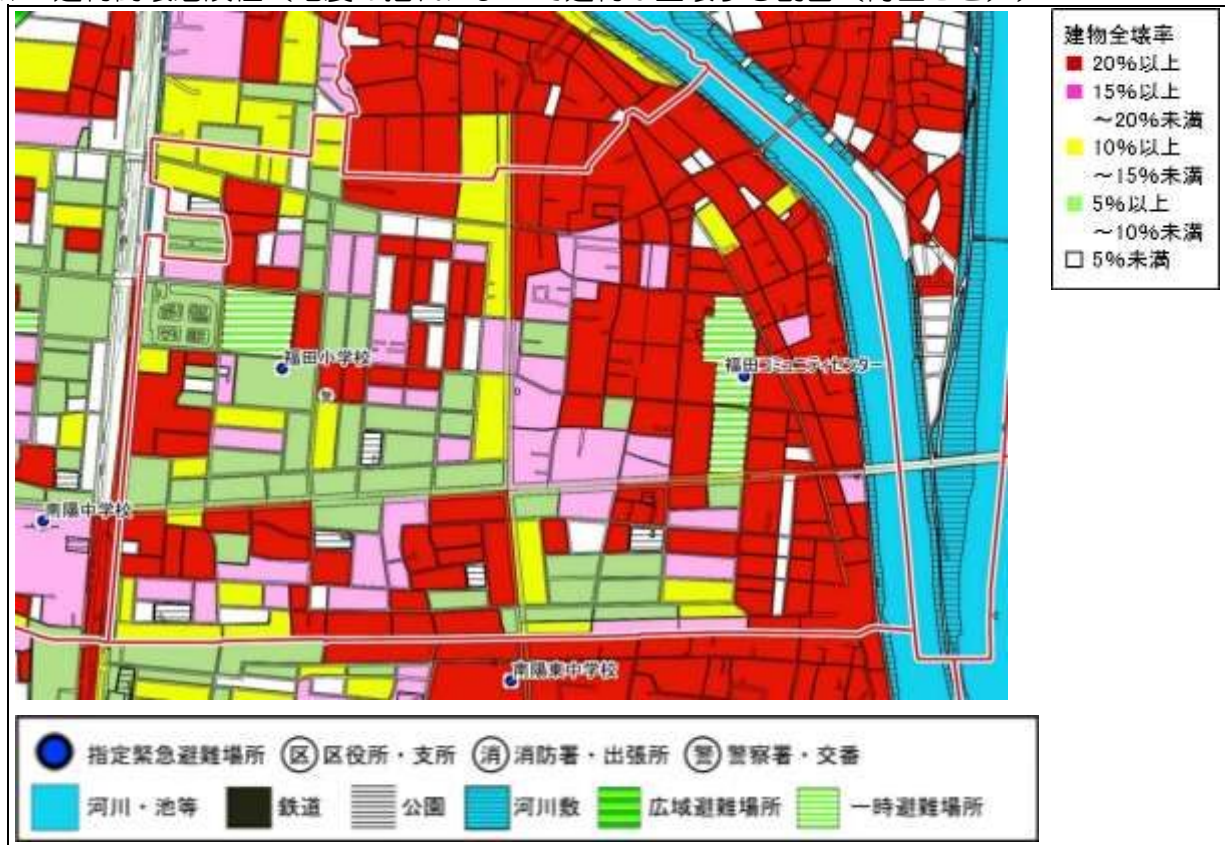 建物全壊率
20%以上
15%以上
～20%未満
10%以上
～15%未満
5%以上
～10%未満
5%未満
福田小学校
福田コミュニティセンター
警
南陽中学校
南陽東中学校
指定緊急避難場所 区 区役所・支所 消 消防署・出張所 警 警察署・交番
河川・池等 鉄道 公園 河川敷 広域避難場所 一時避難場所